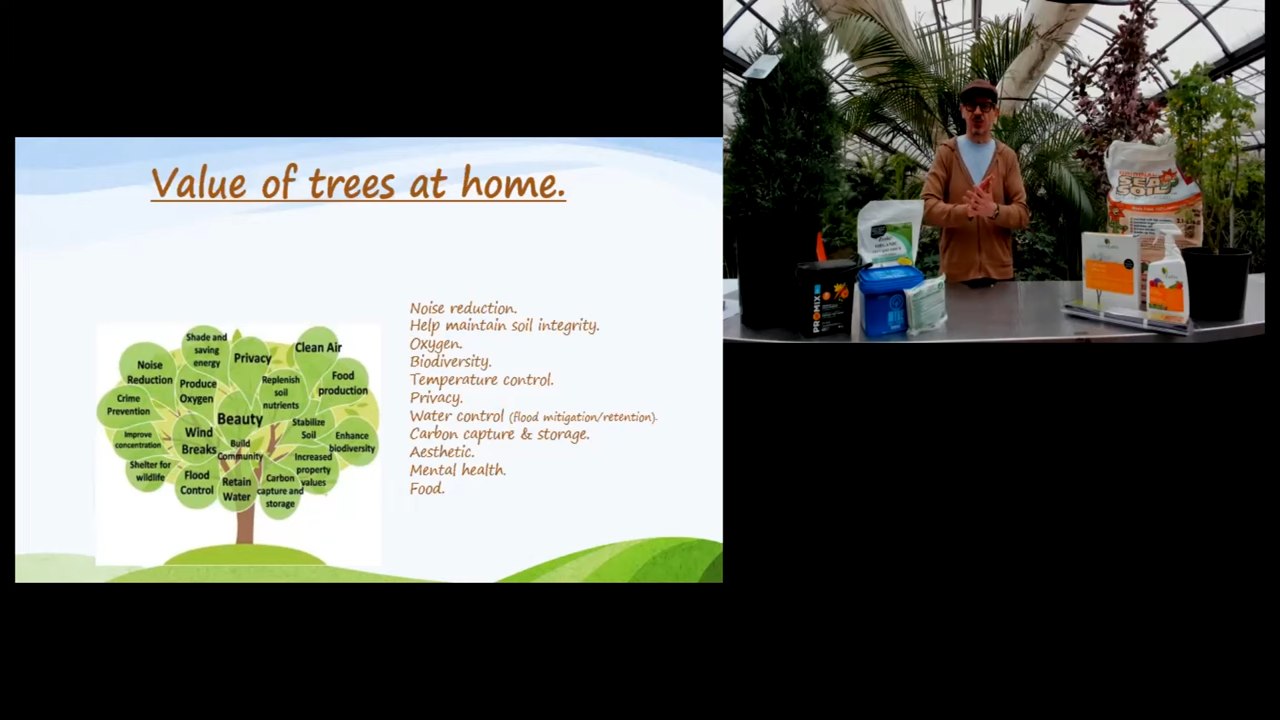 Value of trees at home.
Noise reduction.
Help maintain soil integrity.
Oxygen.
Biodiversity.
Temperature control.
Privacy.
Water control (flood mitigation/retention).
Carbon capture & storage.
Aesthetic.
Mental health.
Food.
Shade and
saving
energy
Privacy
Clean Air
Noise
Reduction
Produce
Oxygen
Replenish
soil
nutrients
Food
production
Crime
Prevention
Beauty
Improve
concentration
Wind
Breaks
Build
Community
Stabilize
Soil
Enhance
biodiversity
Shelter for
wildlife
Flood
Control
Retain
Water
Carbon
capture and
storage
Increased
property
values
PROMIX
SEA
SOIL